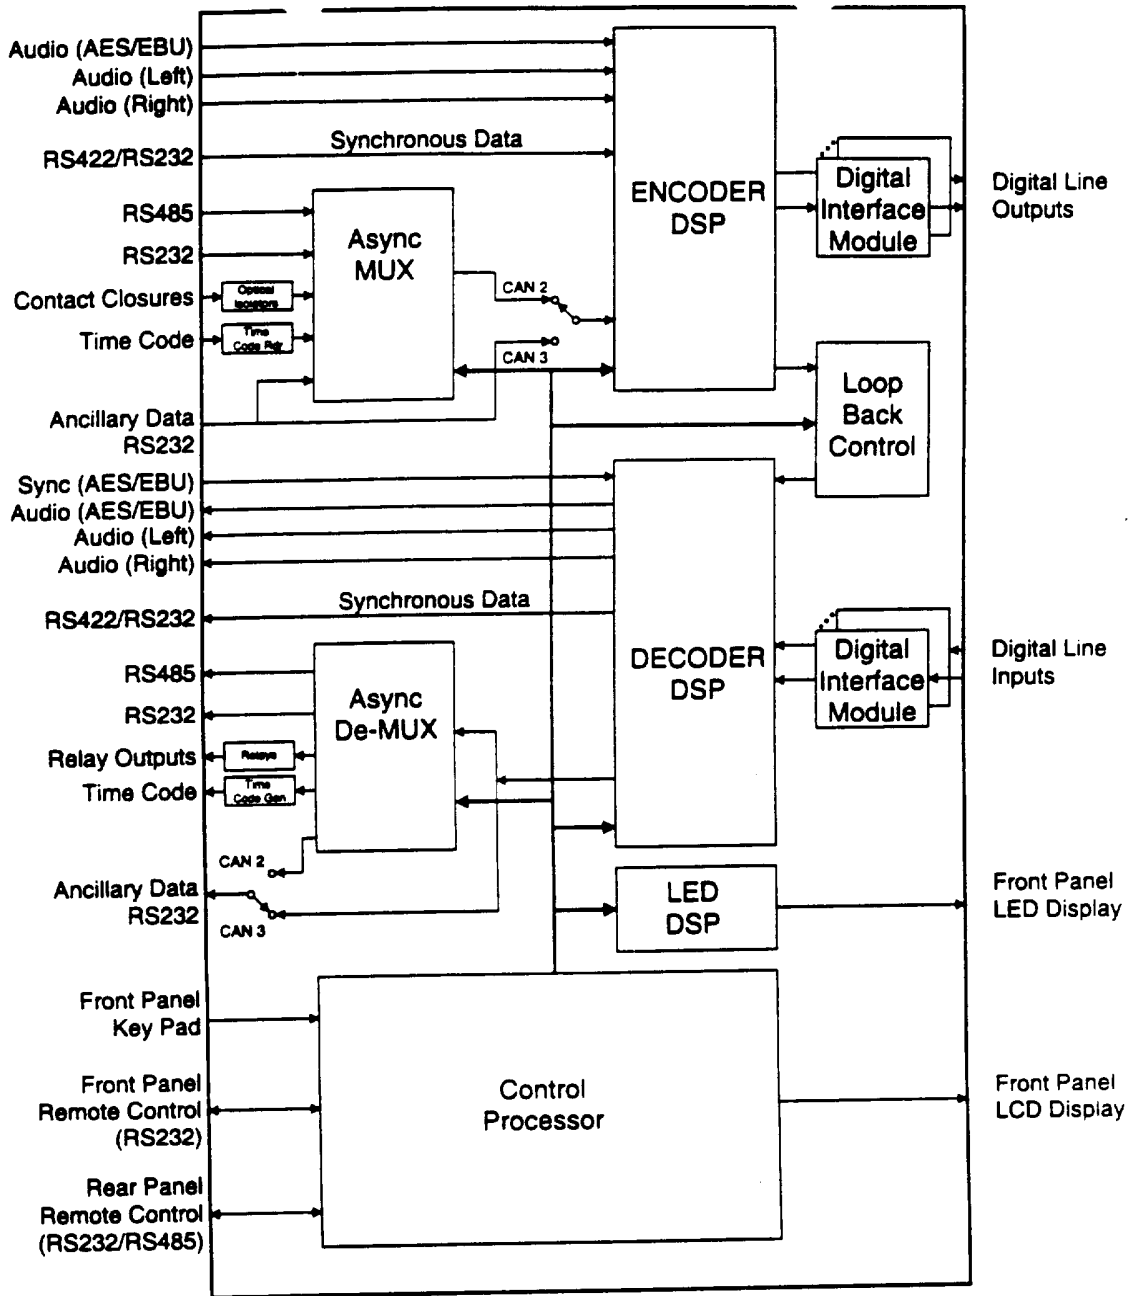 Audio (AES/EBU)
Audio (Left)
Audio (Right)
Synchronous Data
RS422/RS232
RS485
RS232
Contact Closures
Optical
Isolators
Time Code
Time
Code Rdr
Async
MUX
CAN 2
CAN 3
Ancillary Data
RS232
ENCODER
DSP
Digital
Interface
Module
Digital Line
Outputs
Loop
Back
Control
Sync (AES/EBU)
Audio (AES/EBU)
Audio (Left)
Audio (Right)
Synchronous Data
RS422/RS232
RS485
RS232
Relay Outputs
Relays
Time Code
Time
Code Gen
Async
De-MUX
CAN 2
CAN 3
Ancillary Data
RS232
DECODER
DSP
Digital
Interface
Module
Digital Line
Inputs
LED
DSP
Front Panel
LED Display
Front Panel
Key Pad
Front Panel
Remote Control
(RS232)
Rear Panel
Remote Control
(RS232/RS485)
Control
Processor
Front Panel
LCD Display